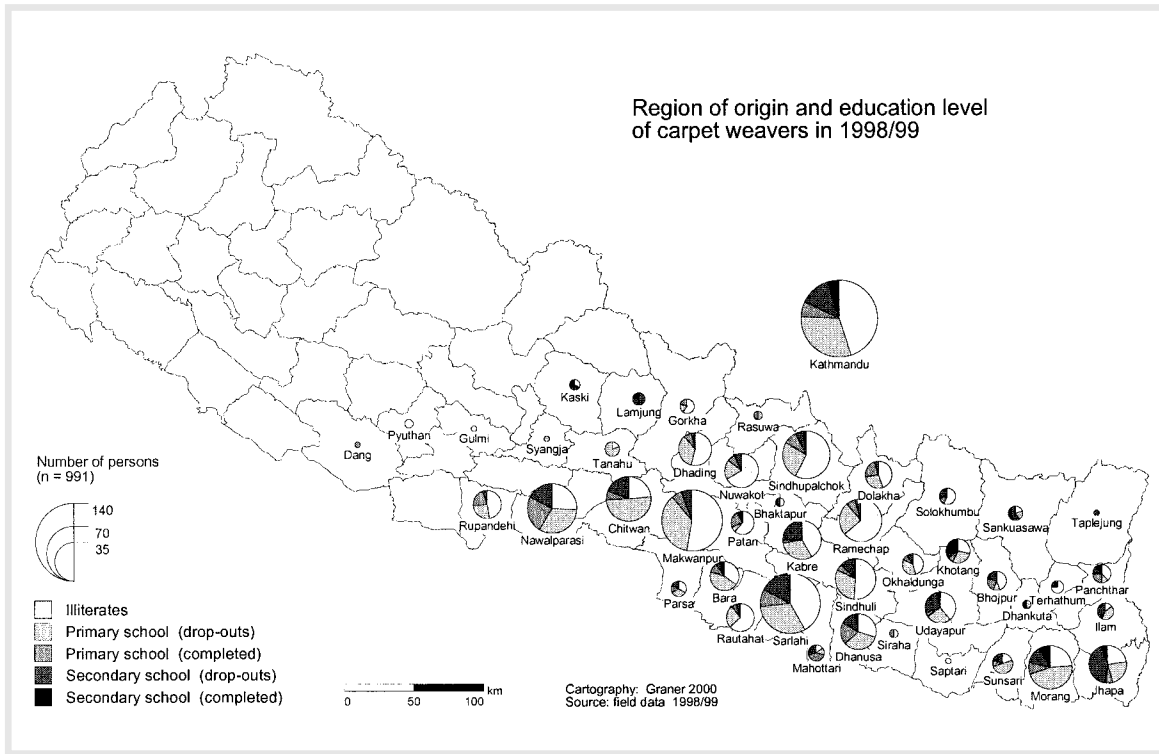 Region of origin and education level
of carpet weavers in 1998/99
Kathmandu
Kaski
Lamjung
Gorkha
Rasuwa
Pyuthan
Gulmi
Syangja
Dang
Tanahu
Dhading
Nuwakot
Sindhupalchok
Dolakha
Solokhumbu
Sankuasawa
Taplejung
Number of persons
(n = 991)
140
70
35
Rupandehi
Nawalparasi
Chitwan
Makwanpur
Bhaktapur
Patan
Kabre
Ramechap
Okhaldunga
Khotang
Bhojpur
Terhathum
Panchthar
Dhankuta
Ilam
Parsa
Bara
Rautahat
Sarlahi
Sindhuli
Udayapur
Mahottari
Dhanusa
Siraha
Saptari
Sunsari
Morang
Jhapa
Illiterates
Primary school (drop-outs)
Primary school (completed)
Secondary school (drop-outs)
Secondary school (completed)
0 50 100 km
Cartography: Graner 2000
Source: field data 1998/99